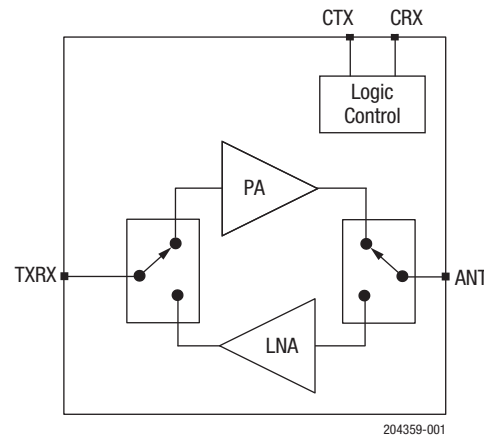 CTX CRX
Logic
Control
PA
TXRX
ANT
LNA
204359-001